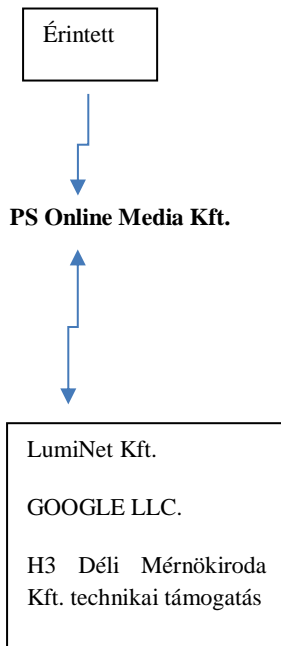 Érintett
PS Online Media Kft.
LumiNet Kft.
GOOGLE LLC.
H3 Déli Mérnökiroda
Kft. technikai támogatás